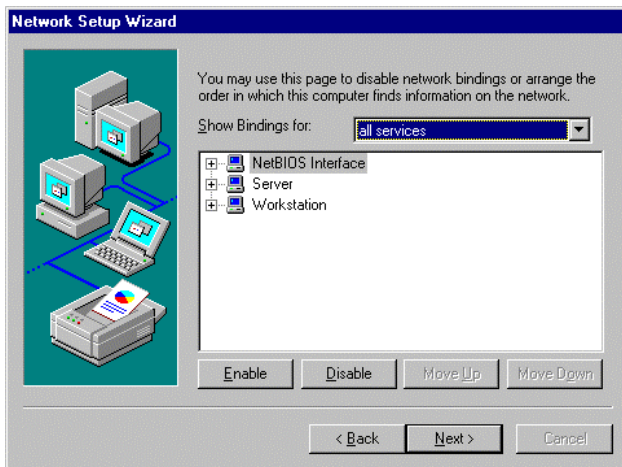 Network Setup Wizard
You may use this page to disable network bindings or arrange the
order in which this computer finds information on the network.
Show Bindings for: all services
NetBIOS Interface
Server
Workstation
Enable Disable Move Up Move Down
< Back Next > Cancel